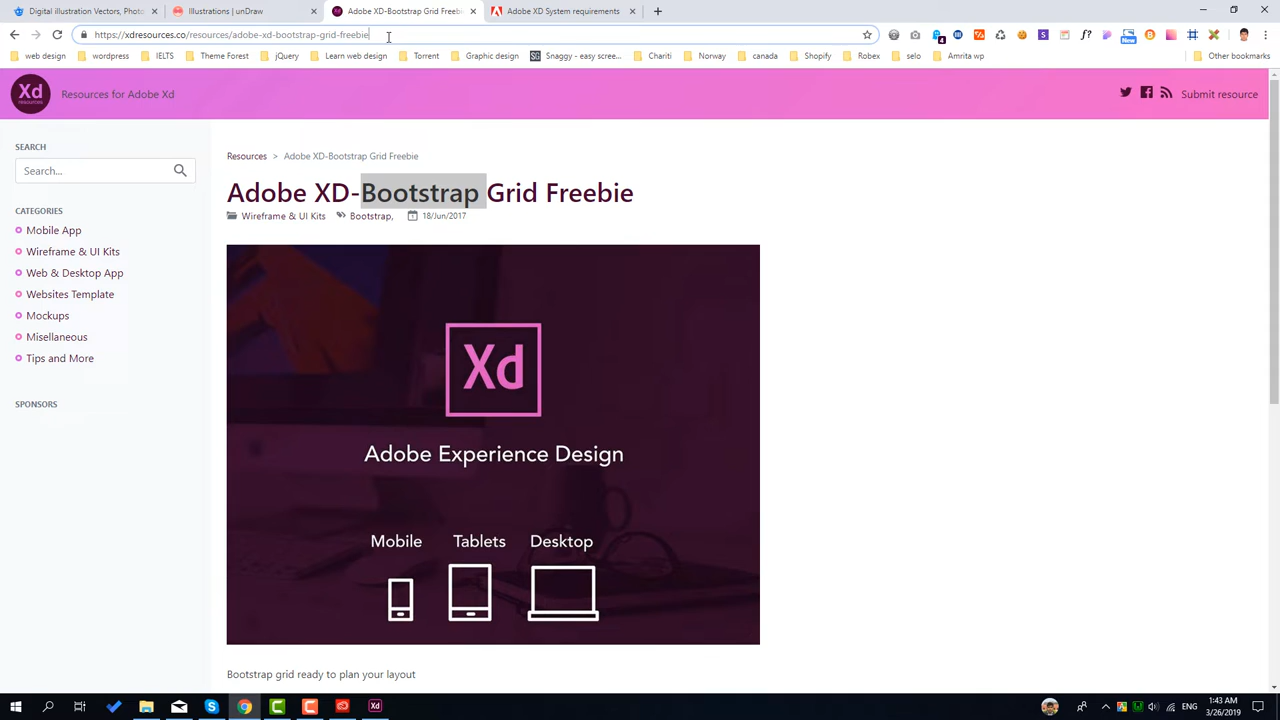 Digital illustration Vectors, Photo
Illustrations | unDraw
Adobe XD-Bootstrap Grid Freebie
Adobe XD System requirements
https://xdresources.co/resources/adobe-xd-bootstrap-grid-freebie
4
New
f?
web design
wordpress
IELTS
Theme Forest
jQuery
Learn web design
Torrent
Graphic design
Snaggy - easy scree...
Chariti
Norway
canada
Shopify
Robex
selo
Amrita wp
Other bookmarks
Xd
resources
Resources for Adobe Xd
Submit resource
SEARCH
Search...
CATEGORIES
Mobile App
Wireframe & UI Kits
Web & Desktop App
Websites Template
Mockups
Misellaneous
Tips and More
SPONSORS
Resources > Adobe XD-Bootstrap Grid Freebie
Adobe XD-Bootstrap Grid Freebie
Wireframe & UI Kits Bootstrap, 18/Jun/2017
Xd
Adobe Experience Design
Mobile Tablets Desktop
Bootstrap grid ready to plan your layout
ENG
1:43 AM
3/26/2019